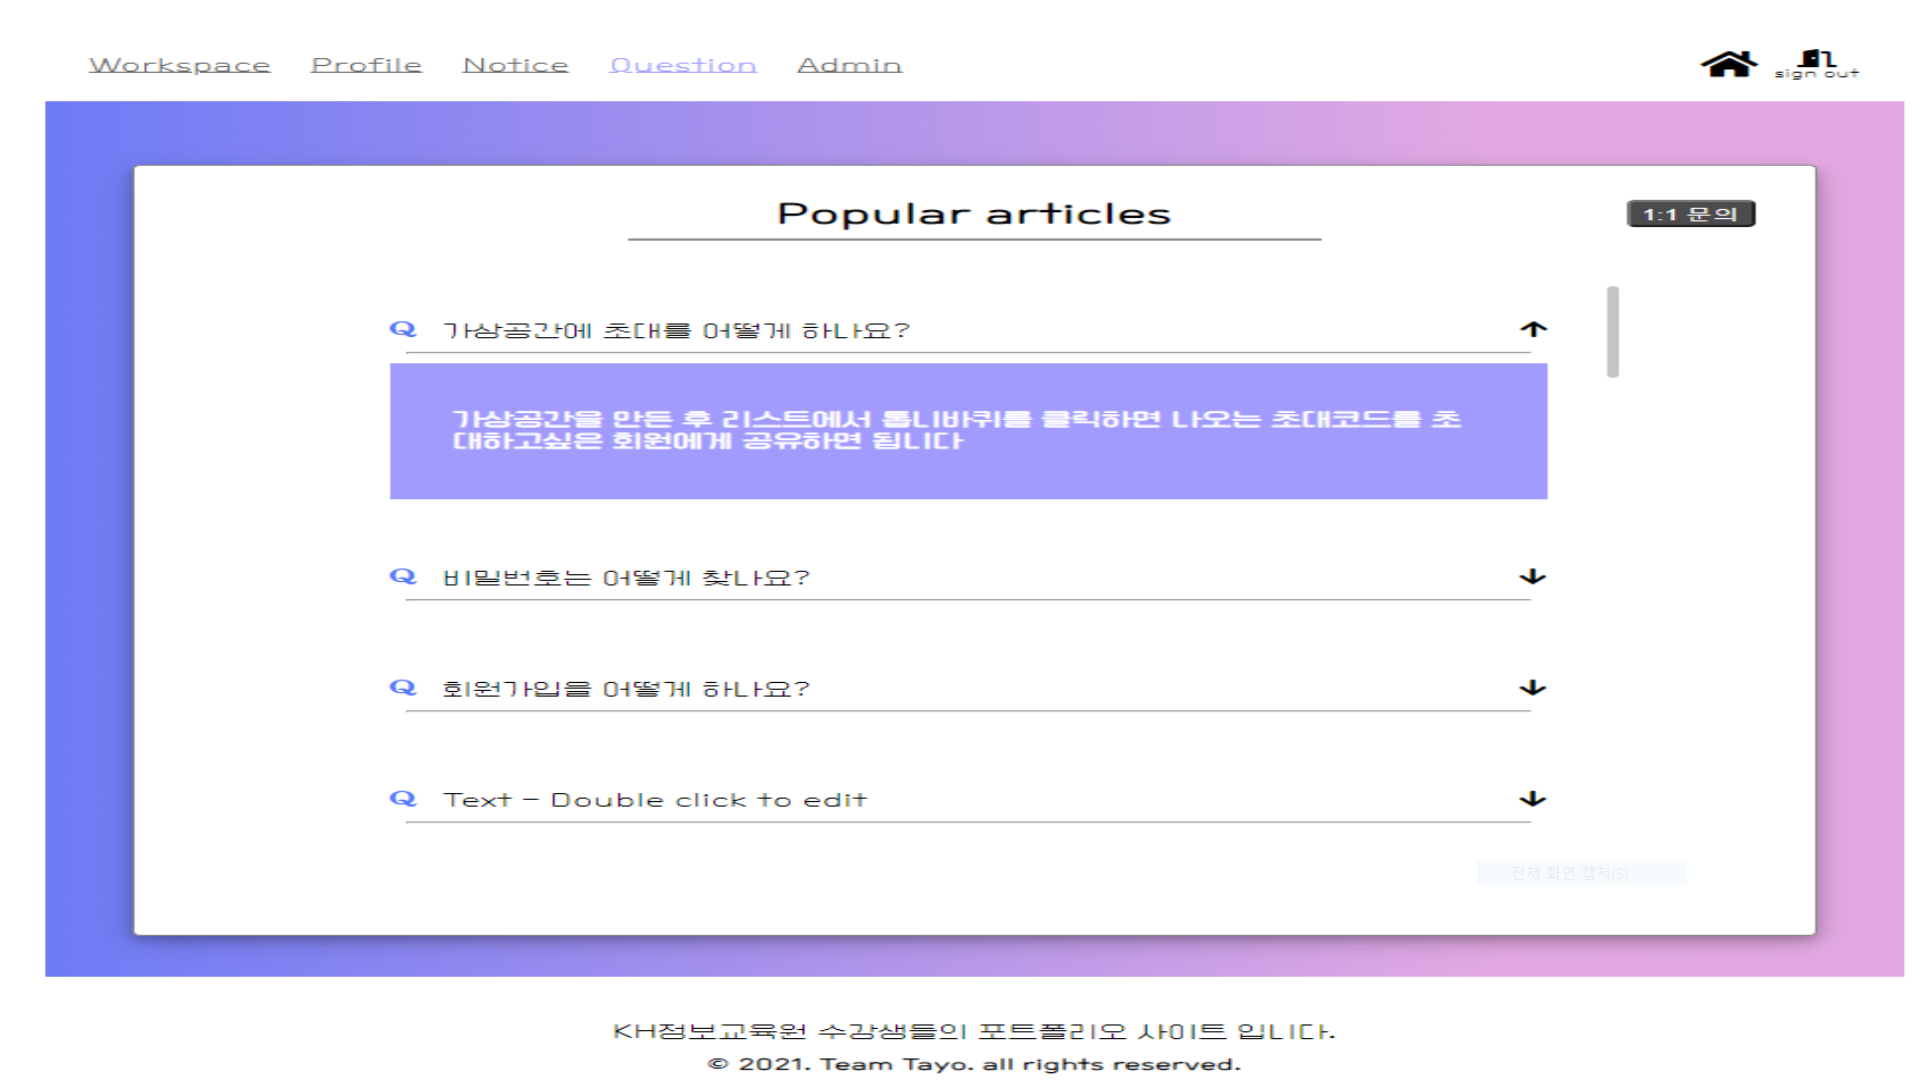 Workspace Profile Notice Question Admin
sign out
Popular articles
1:1 문의
Q 가상공간에 초대를 어떻게 하나요?
가상공간을 만든 후 리스트에서 톱니바퀴를 클릭하면 나오는 초대코드를 초
대하고싶은 회원에게 공유하면 됩니다
Q 비밀번호는 어떻게 찾나요?
Q 회원가입을 어떻게 하나요?
Q Text - Double click to edit
전체 화면 캡처(S)
KH정보교육원 수강생들의 포트폴리오 사이트 입니다.
© 2021. Team Tayo. all rights reserved.